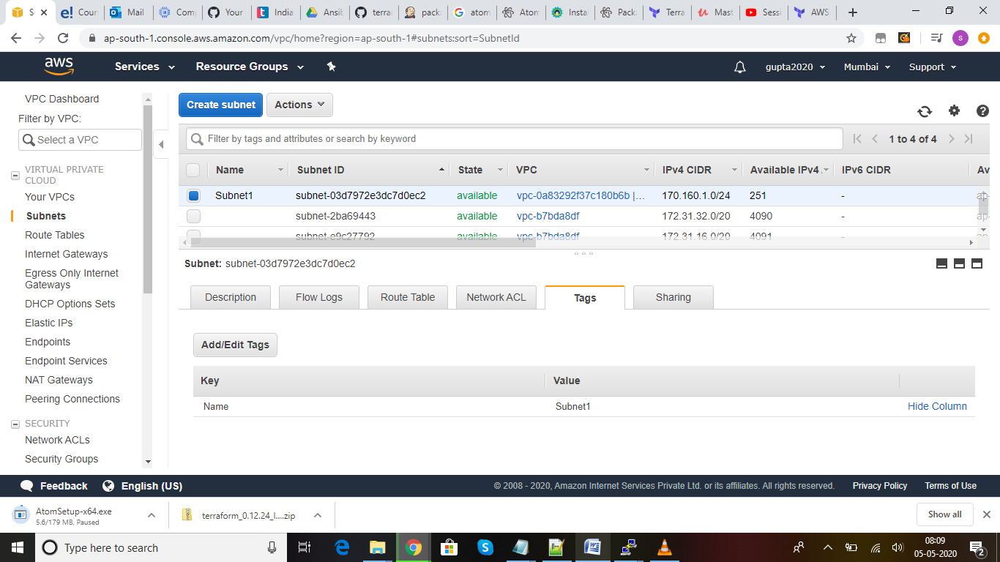 S
Cour
Mail
Comp
Your
India
Ansib
terrar
packa
atom
Atom
Instal
Packa
Terra
Mast
Sessi
AWS
ap-south-1.console.aws.amazon.com/vpc/home?region=ap-south-1#subnets:sort=SubnetId
s
aws
Services
Resource Groups
gupta2020
Mumbai
Support
VPC Dashboard
Filter by VPC:
Select a VPC
VIRTUAL PRIVATE
CLOUD
Your VPCs
Subnets
Route Tables
Internet Gateways
Egress Only Internet
Gateways
DHCP Options Sets
Elastic IPs
Endpoints
Endpoint Services
NAT Gateways
Peering Connections
SECURITY
Network ACLs
Security Groups
Create subnet
Actions
Filter by tags and attributes or search by keyword
1 to 4 of 4
Name Subnet ID State VPC IPv4 CIDR Available IPv4 IPv6 CIDR Av
Subnet1 subnet-03d7972e3dc7d0ec2 available vpc-0a83292f37c180b6b |... 170.160.1.0/24 251 - ap-
subnet-2ba69443 available vpc-b7bda8df 172.31.32.0/20 4090 - ap-
subnet-e9c27792 available vpc-b7bda8df 172.31.16.0/20 4091 - ap-
Subnet: subnet-03d7972e3dc7d0ec2
Description
Flow Logs
Route Table
Network ACL
Tags
Sharing
Add/Edit Tags
Key Value
Name Subnet1 Hide Column
Feedback
English (US)
© 2008 - 2020, Amazon Internet Services Private Ltd. or its affiliates. All rights reserved.
Privacy Policy
Terms of Use
AtomSetup-x64.exe
5.6/179 MB, Paused
terraform_0.12.24_l....zip
Show all
Type here to search
08:09
05-05-2020
2